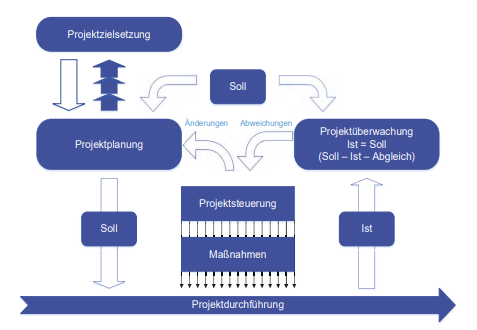 Projektzielsetzung
Soll
Änderungen
Abweichungen
Projektplanung
Projektüberwachung
Ist = Soll
(Soll – Ist – Abgleich)
Projektsteuerung
Soll
Maßnahmen
Ist
Projektdurchführung